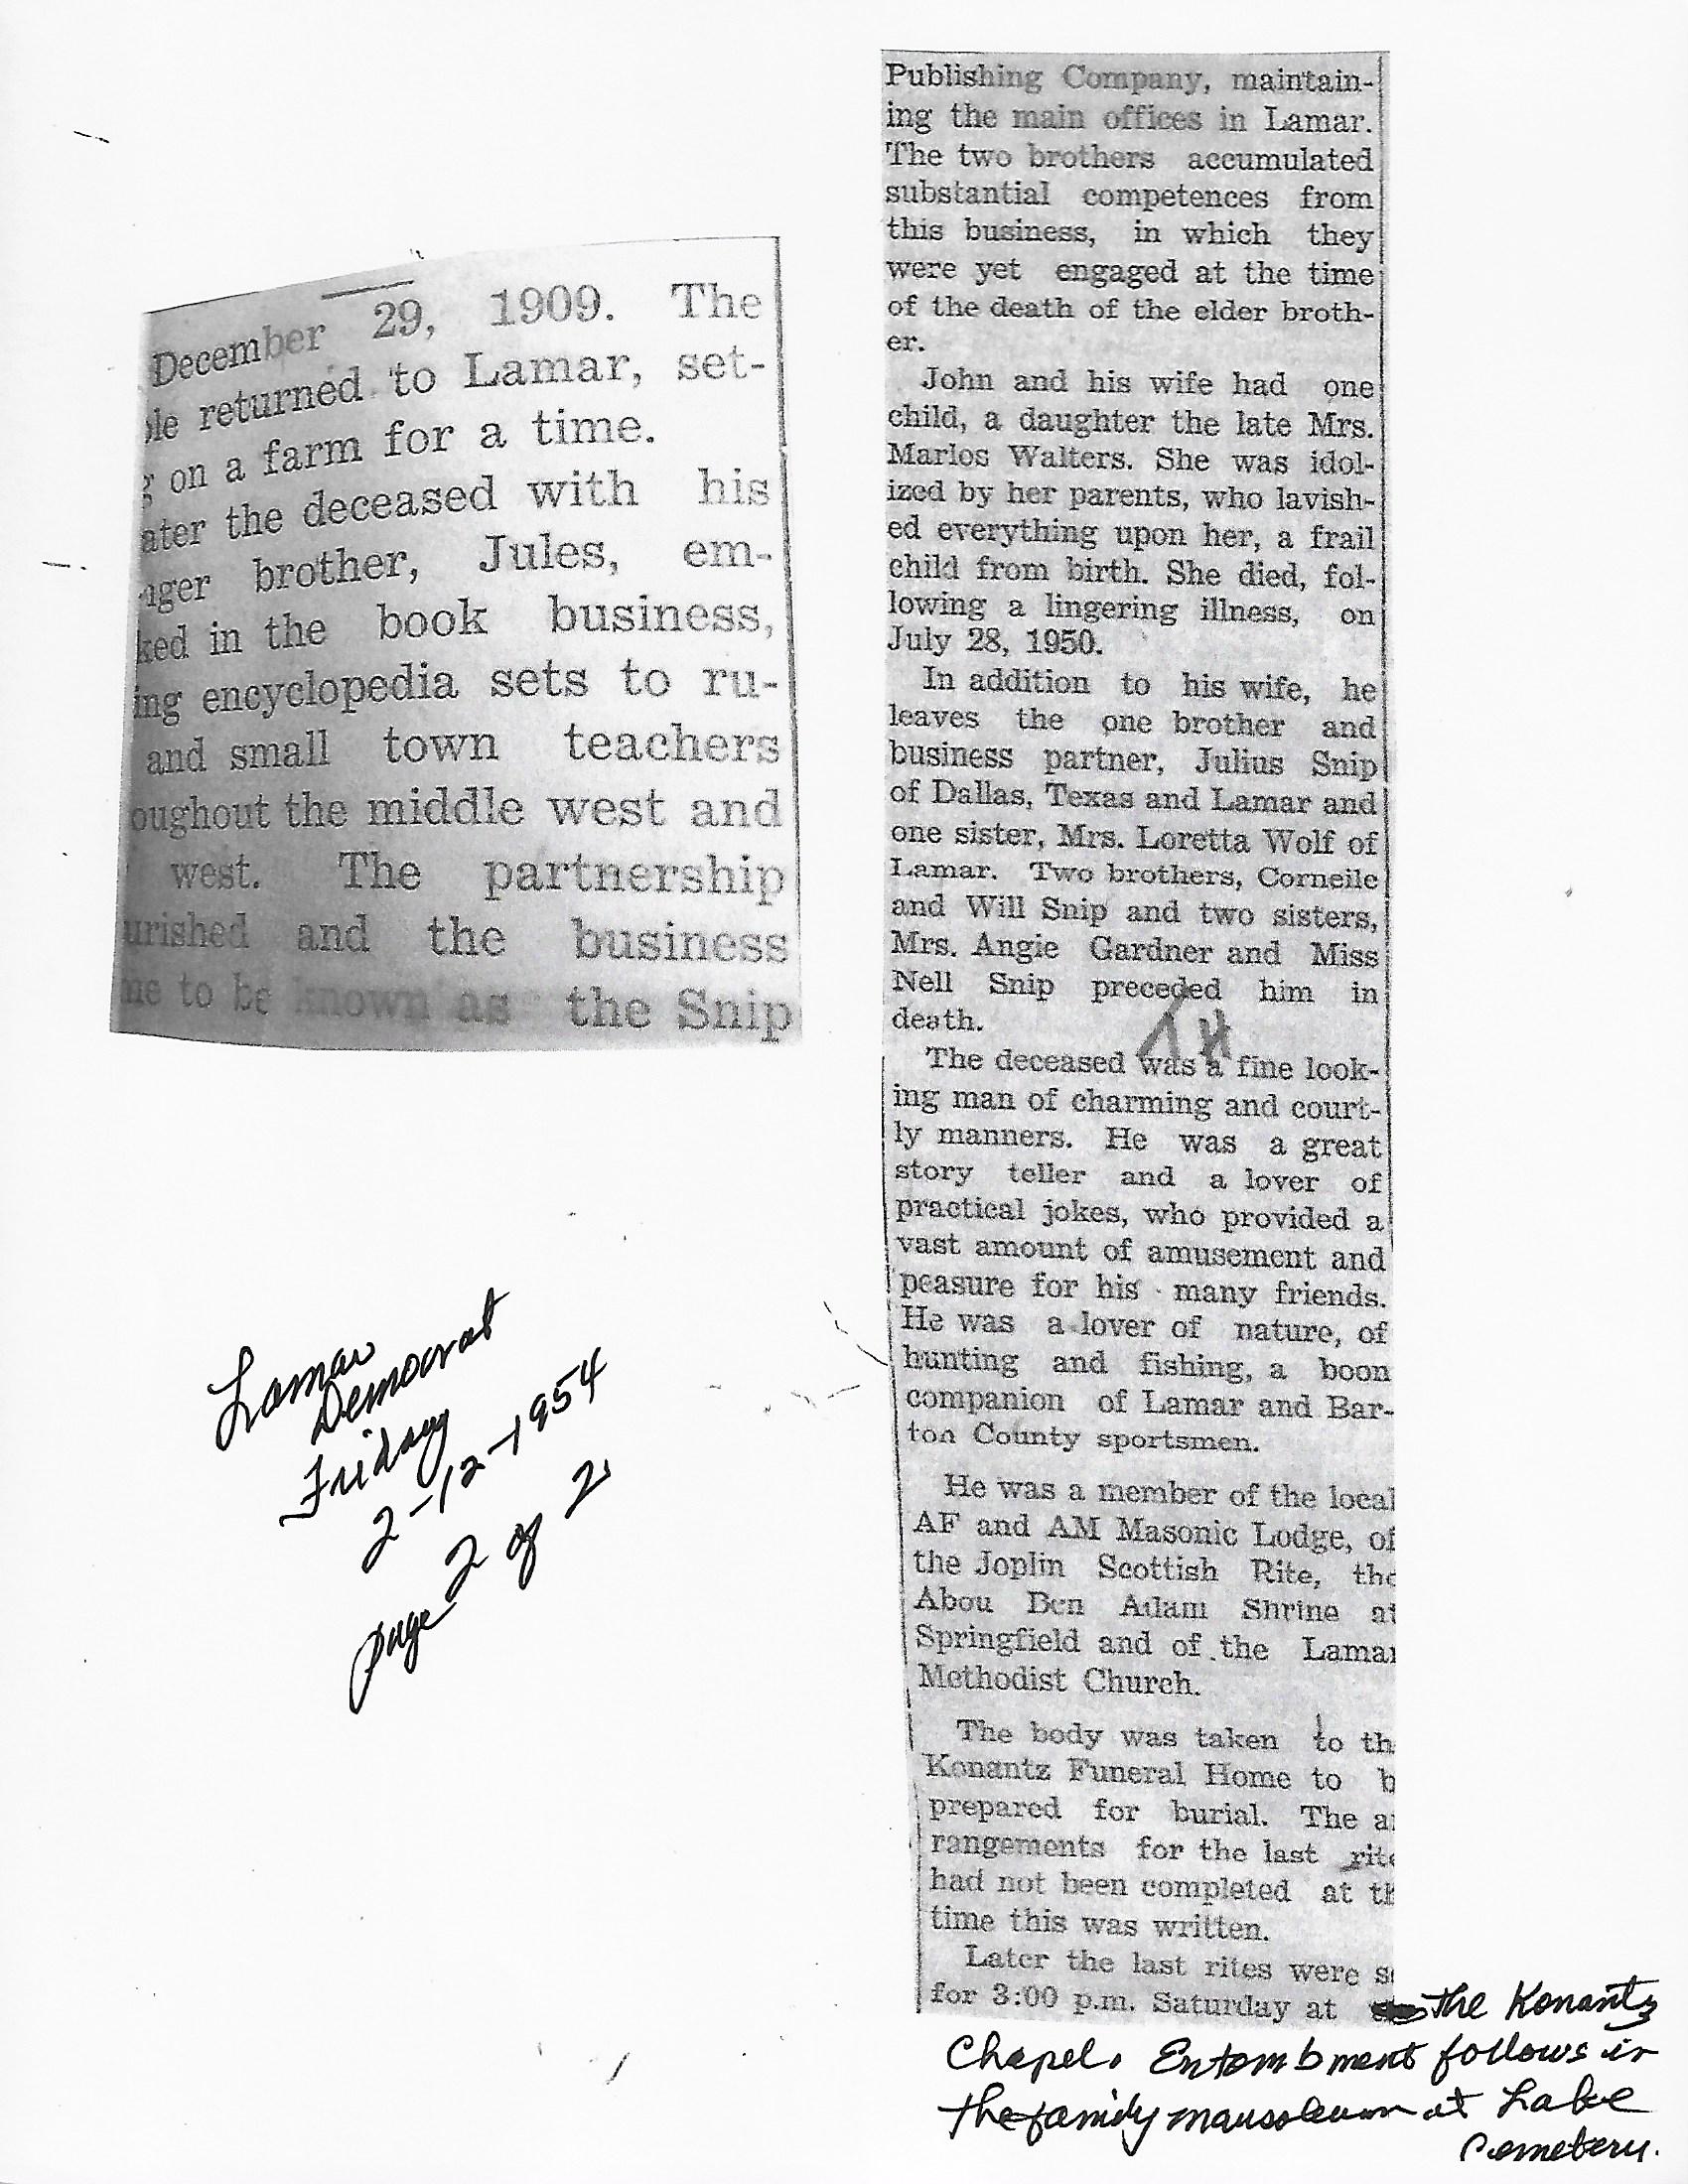 December 29, 1909. The
ple returned to Lamar, set-
g on a farm for a time.
ater the deceased with his
nger brother, Jules, em-
ked in the book business,
ing encyclopedia sets to ru-
and small town teachers
oughout the middle west and
west. The partnership
urished and the business
me to be known as the Snip
Publishing Company, maintain-
ing the main offices in Lamar.
The two brothers accumulated
substantial competences from
this business, in which they
were yet engaged at the time
of the death of the elder broth-
er.
John and his wife had one
child, a daughter the late Mrs.
Marlos Walters. She was idol-
ized by her parents, who lavish-
ed everything upon her, a frail
child from birth. She died, fol-
lowing a lingering illness, on
July 28, 1950.
In addition to his wife, he
leaves the one brother and
business partner, Julius Snip
of Dallas, Texas and Lamar and
one sister, Mrs. Loretta Wolf of
Lamar. Two brothers, Corneile
and Will Snip and two sisters,
Mrs. Angie Gardner and Miss
Nell Snip preceded him in
death.
The deceased was a fine look-
ing man of charming and court-
ly manners. He was a great
story teller and a lover of
practical jokes, who provided a
vast amount of amusement and
peasure for his many friends.
He was a lover of nature, of
hunting and fishing, a boon
companion of Lamar and Bar-
ton County sportsmen.
He was a member of the local
AF and AM Masonic Lodge, of
the Joplin Scottish Rite, the
Abou Ben Adam Shrine at
Springfield and of the Lamar
Methodist Church.
The body was taken to th
Konantz Funeral Home to b
prepared for burial. The a
rangements for the last rite
had not been completed at th
time this was written.
Later the last rites were s
for 3:00 p.m. Saturday at The Konantz
Chapel. Entombment follows in
the family mausoleum at Lake
Cemetery.
Lamar
Democrat
Friday
2-12-1954
page 2 of 2